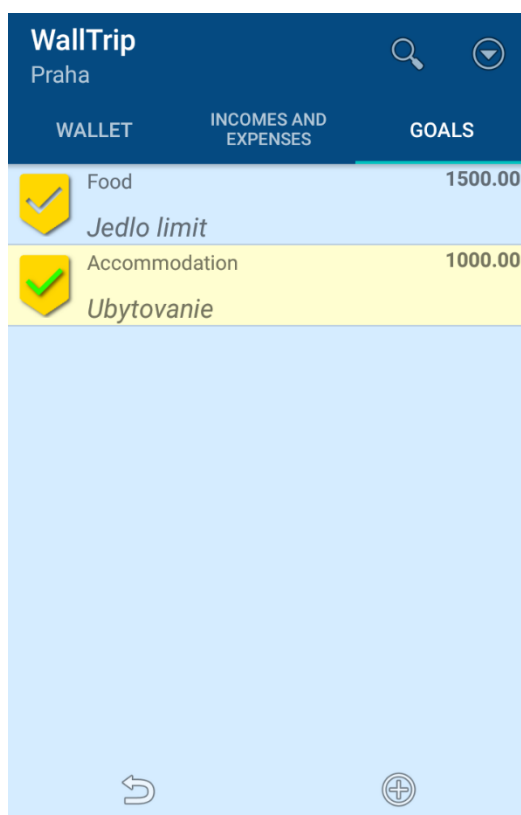 WallTrip
Praha
WALLET
INCOMES AND
EXPENSES
GOALS
Food 1500.00
Jedlo limit
Accommodation 1000.00
Ubytovanie